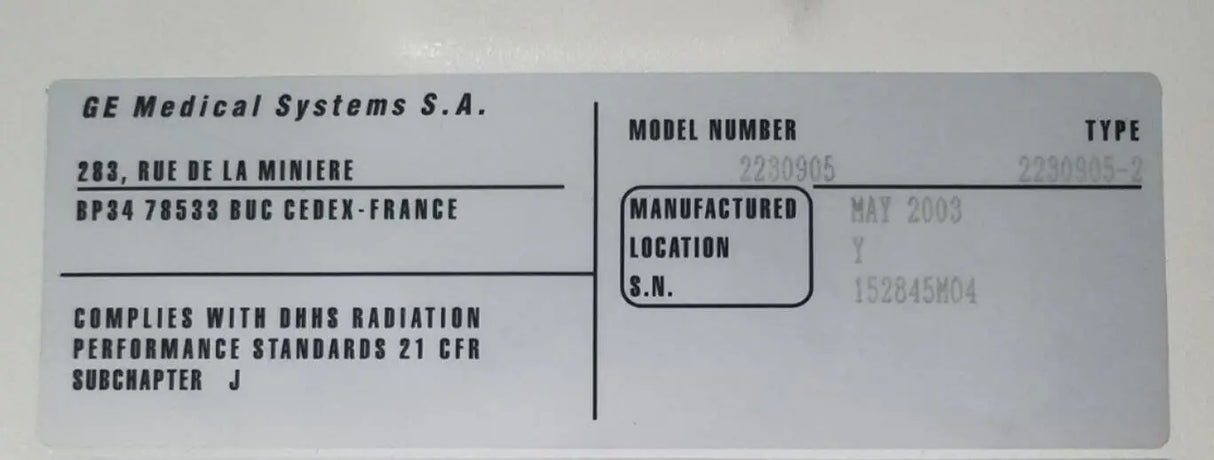 GE Medical Systems S.A.
283, RUE DE LA MINIERE
BP34 78533 BUC CEDEX-FRANCE
COMPLIES WITH DHHS RADIATION
PERFORMANCE STANDARDS 21 CFR
SUBCHAPTER J
MODEL NUMBER TYPE
2230905 2230905-2
MANUFACTURED MAY 2003
LOCATION Y
S.N. 152845M04